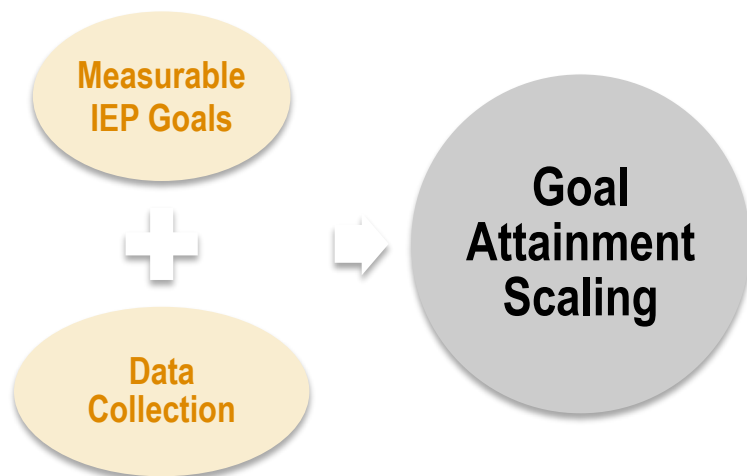 Measurable
IEP Goals
Data
Collection
Goal
Attainment
Scaling